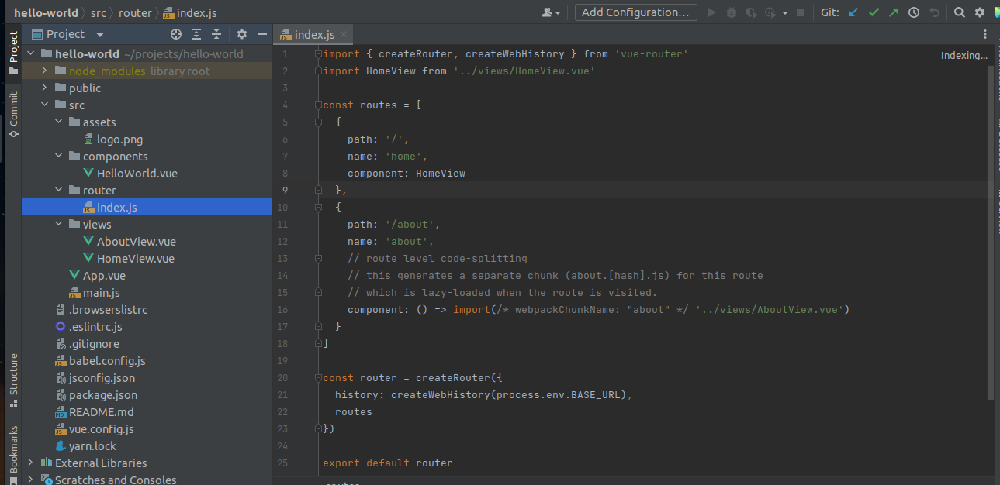 hello-world src router index.js
Add Configuration...
Git:
Project
index.js
Project
Commit
Structure
Bookmarks
hello-world ~/projects/hello-world
node_modules library root
public
src
assets
logo.png
components
HelloWorld.vue
router
index.js
views
AboutView.vue
HomeView.vue
App.vue
main.js
.browserslistrc
.eslintrc.js
.gitignore
babel.config.js
jsconfig.json
package.json
README.md
vue.config.js
yarn.lock
External Libraries
Scratches and Consoles
Indexing...
1 import { createRouter, createWebHistory } from 'vue-router'
2 import HomeView from '../views/HomeView.vue'
3
4 const routes = [
5   {
6     path: '/',
7     name: 'home',
8     component: HomeView
9   },
10   {
11     path: '/about',
12     name: 'about',
13     // route level code-splitting
14     // this generates a separate chunk (about.[hash].js) for this route
15     // which is lazy-loaded when the route is visited.
16     component: () => import(/* webpackChunkName: "about" */ '../views/AboutView.vue')
17   }
18 ]
19
20 const router = createRouter({
21   history: createWebHistory(process.env.BASE_URL),
22   routes
23 })
24
25 export default router